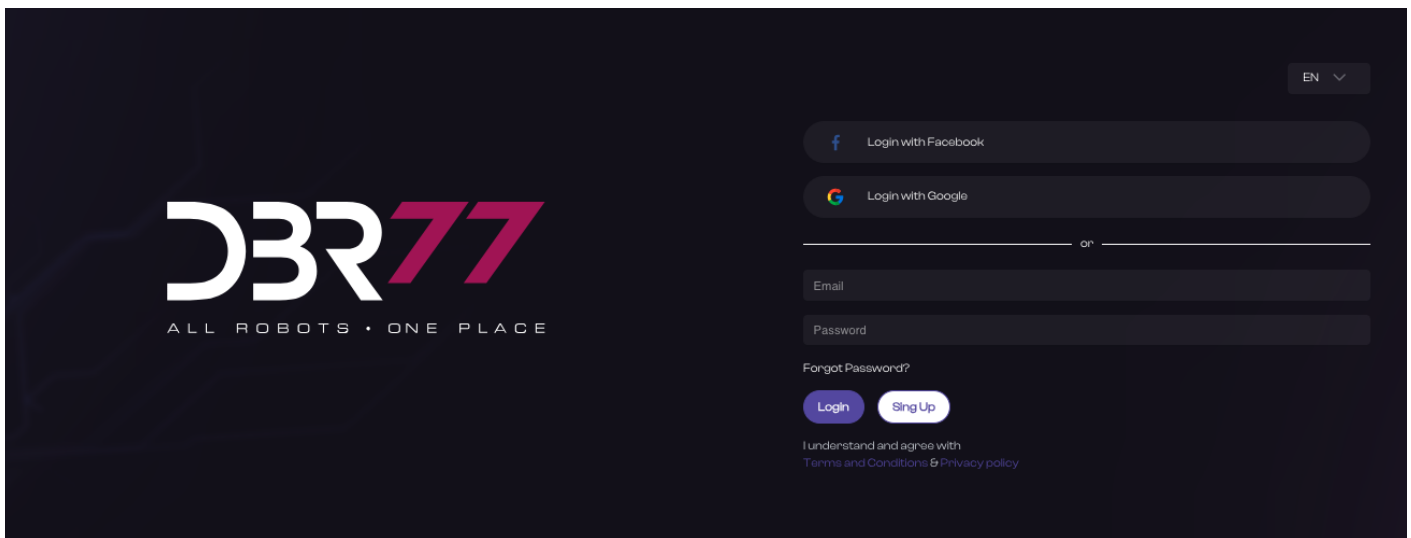 EN
Login with Facebook
Login with Google
DBR77
ALL ROBOTS • ONE PLACE
or
Email
Password
Forgot Password?
Login
Sing Up
I understand and agree with
Terms and Conditions & Privacy policy